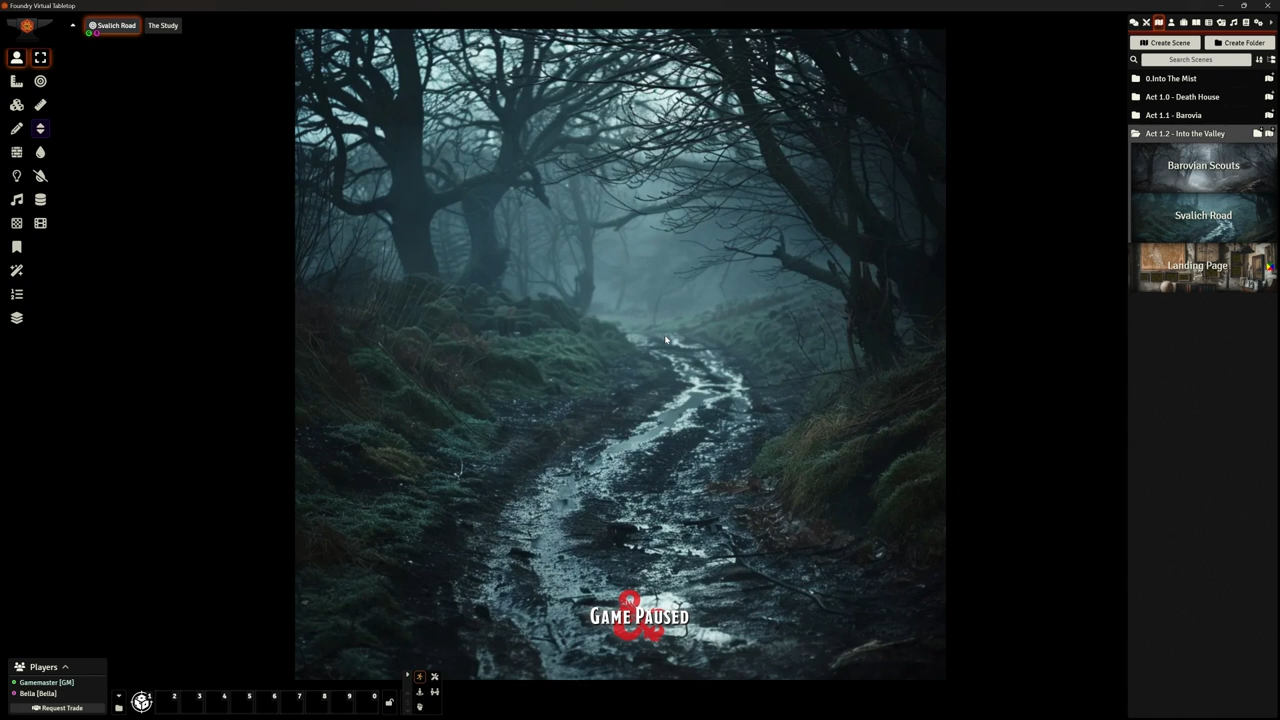 Foundry Virtual Tabletop
Svalich Road
The Study
Create Scene
Create Folder
Search Scenes
0.Into The Mist
Act 1.0 - Death House
Act 1.1 - Barovia
Act 1.2 - Into the Valley
Barovian Scouts
Svalich Road
Landing Page
GAME PAUSED
Players
Gamemaster [GM]
Bella [Bella]
Request Trade
1 2 3 4 5 6 7 8 9 0